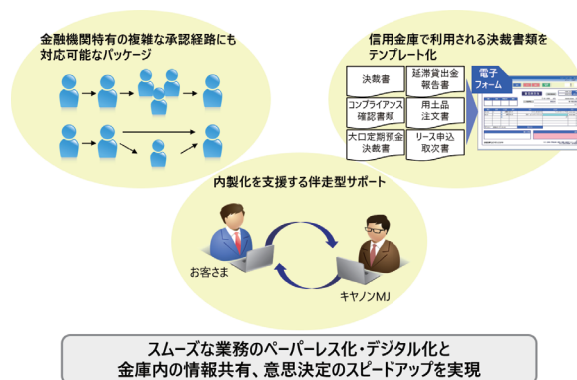 金融機関特有の複雑な承認経路にも
対応可能なパッケージ
信用金庫で利用される決裁書類を
テンプレート化
決裁書
延滞貸出金
報告書
コンプライアンス
確認書類
用土品
注文書
大口定期預金
決裁書
リース申込
取次書
電子
フォーム
内製化を支援する伴走型サポート
お客さま
キヤノンMJ
スムーズな業務のペーパーレス化・デジタル化と
金庫内の情報共有、意思決定のスピードアップを実現